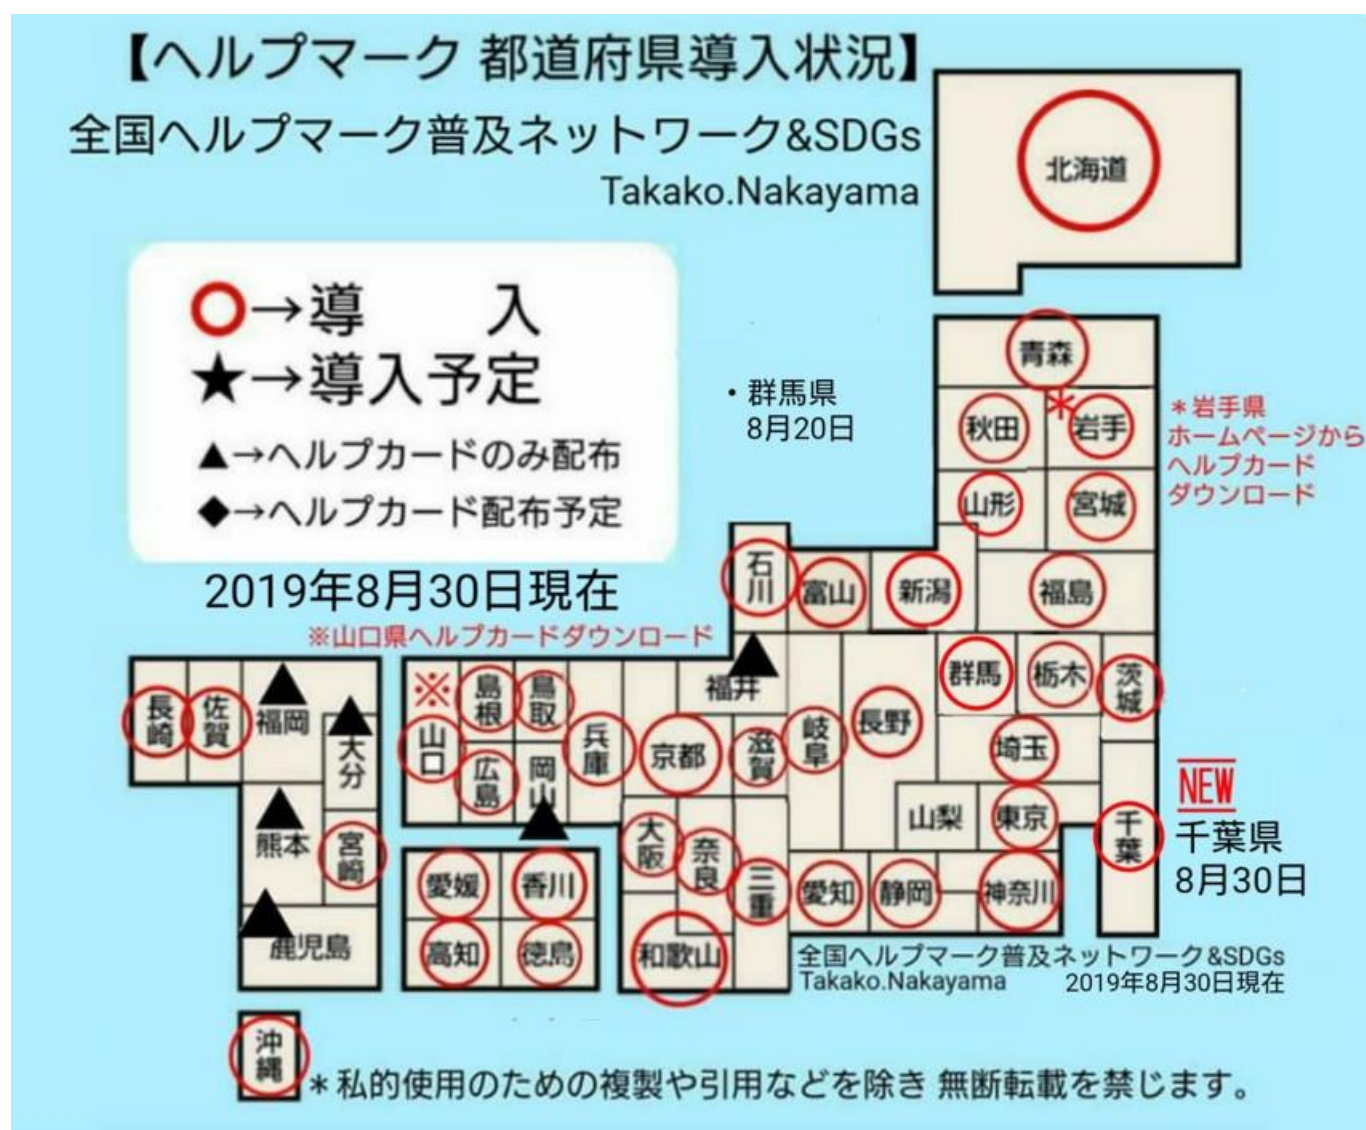 【ヘルプマーク 都道府県導入状況】
全国ヘルプマーク普及ネットワーク&SDGs
Takako.Nakayama
○→導 入
★→導入予定
▲→ヘルプカードのみ配布
◆→ヘルプカード配布予定
2019年8月30日現在
※山口県ヘルプカードダウンロード
・群馬県
8月20日
北海道
青森
秋田
*岩手
*岩手県
ホームページから
ヘルプカード
ダウンロード
山形
宮城
石川
富山
新潟
福島
福井
群馬
栃木
茨城
長崎
佐賀
福岡
大分
※
山口
島根
鳥取
広島
岡山
兵庫
京都
滋賀
岐阜
長野
埼玉
山梨
東京
千葉
NEW
千葉県
8月30日
熊本
宮崎
鹿児島
愛媛
香川
高知
徳島
大阪
奈良
三重
和歌山
愛知
静岡
神奈川
全国ヘルプマーク普及ネットワーク&SDGs
Takako.Nakayama 2019年8月30日現在
沖縄
*私的使用のための複製や引用などを除き 無断転載を禁じます。